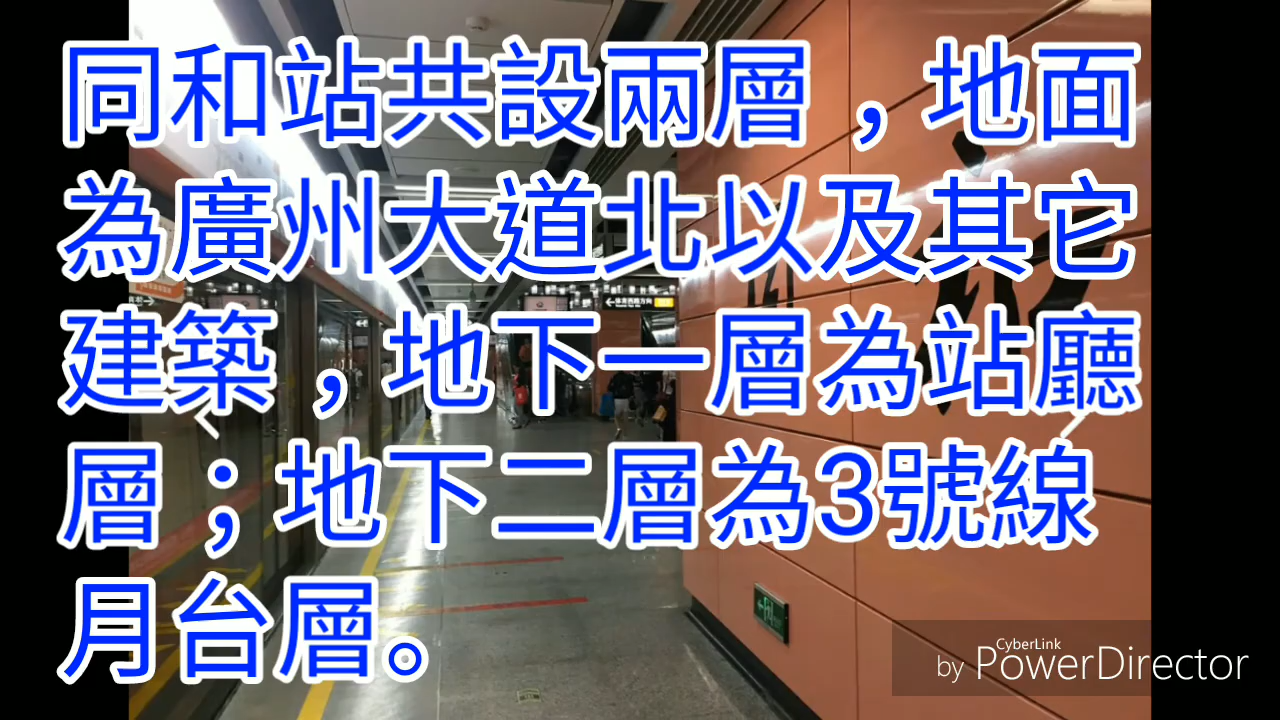 同和站共設兩層，地面
為廣州大道北以及其它
建築，地下一層為站廳
層；地下二層為3號線
月台層。
CyberLink
by PowerDirector